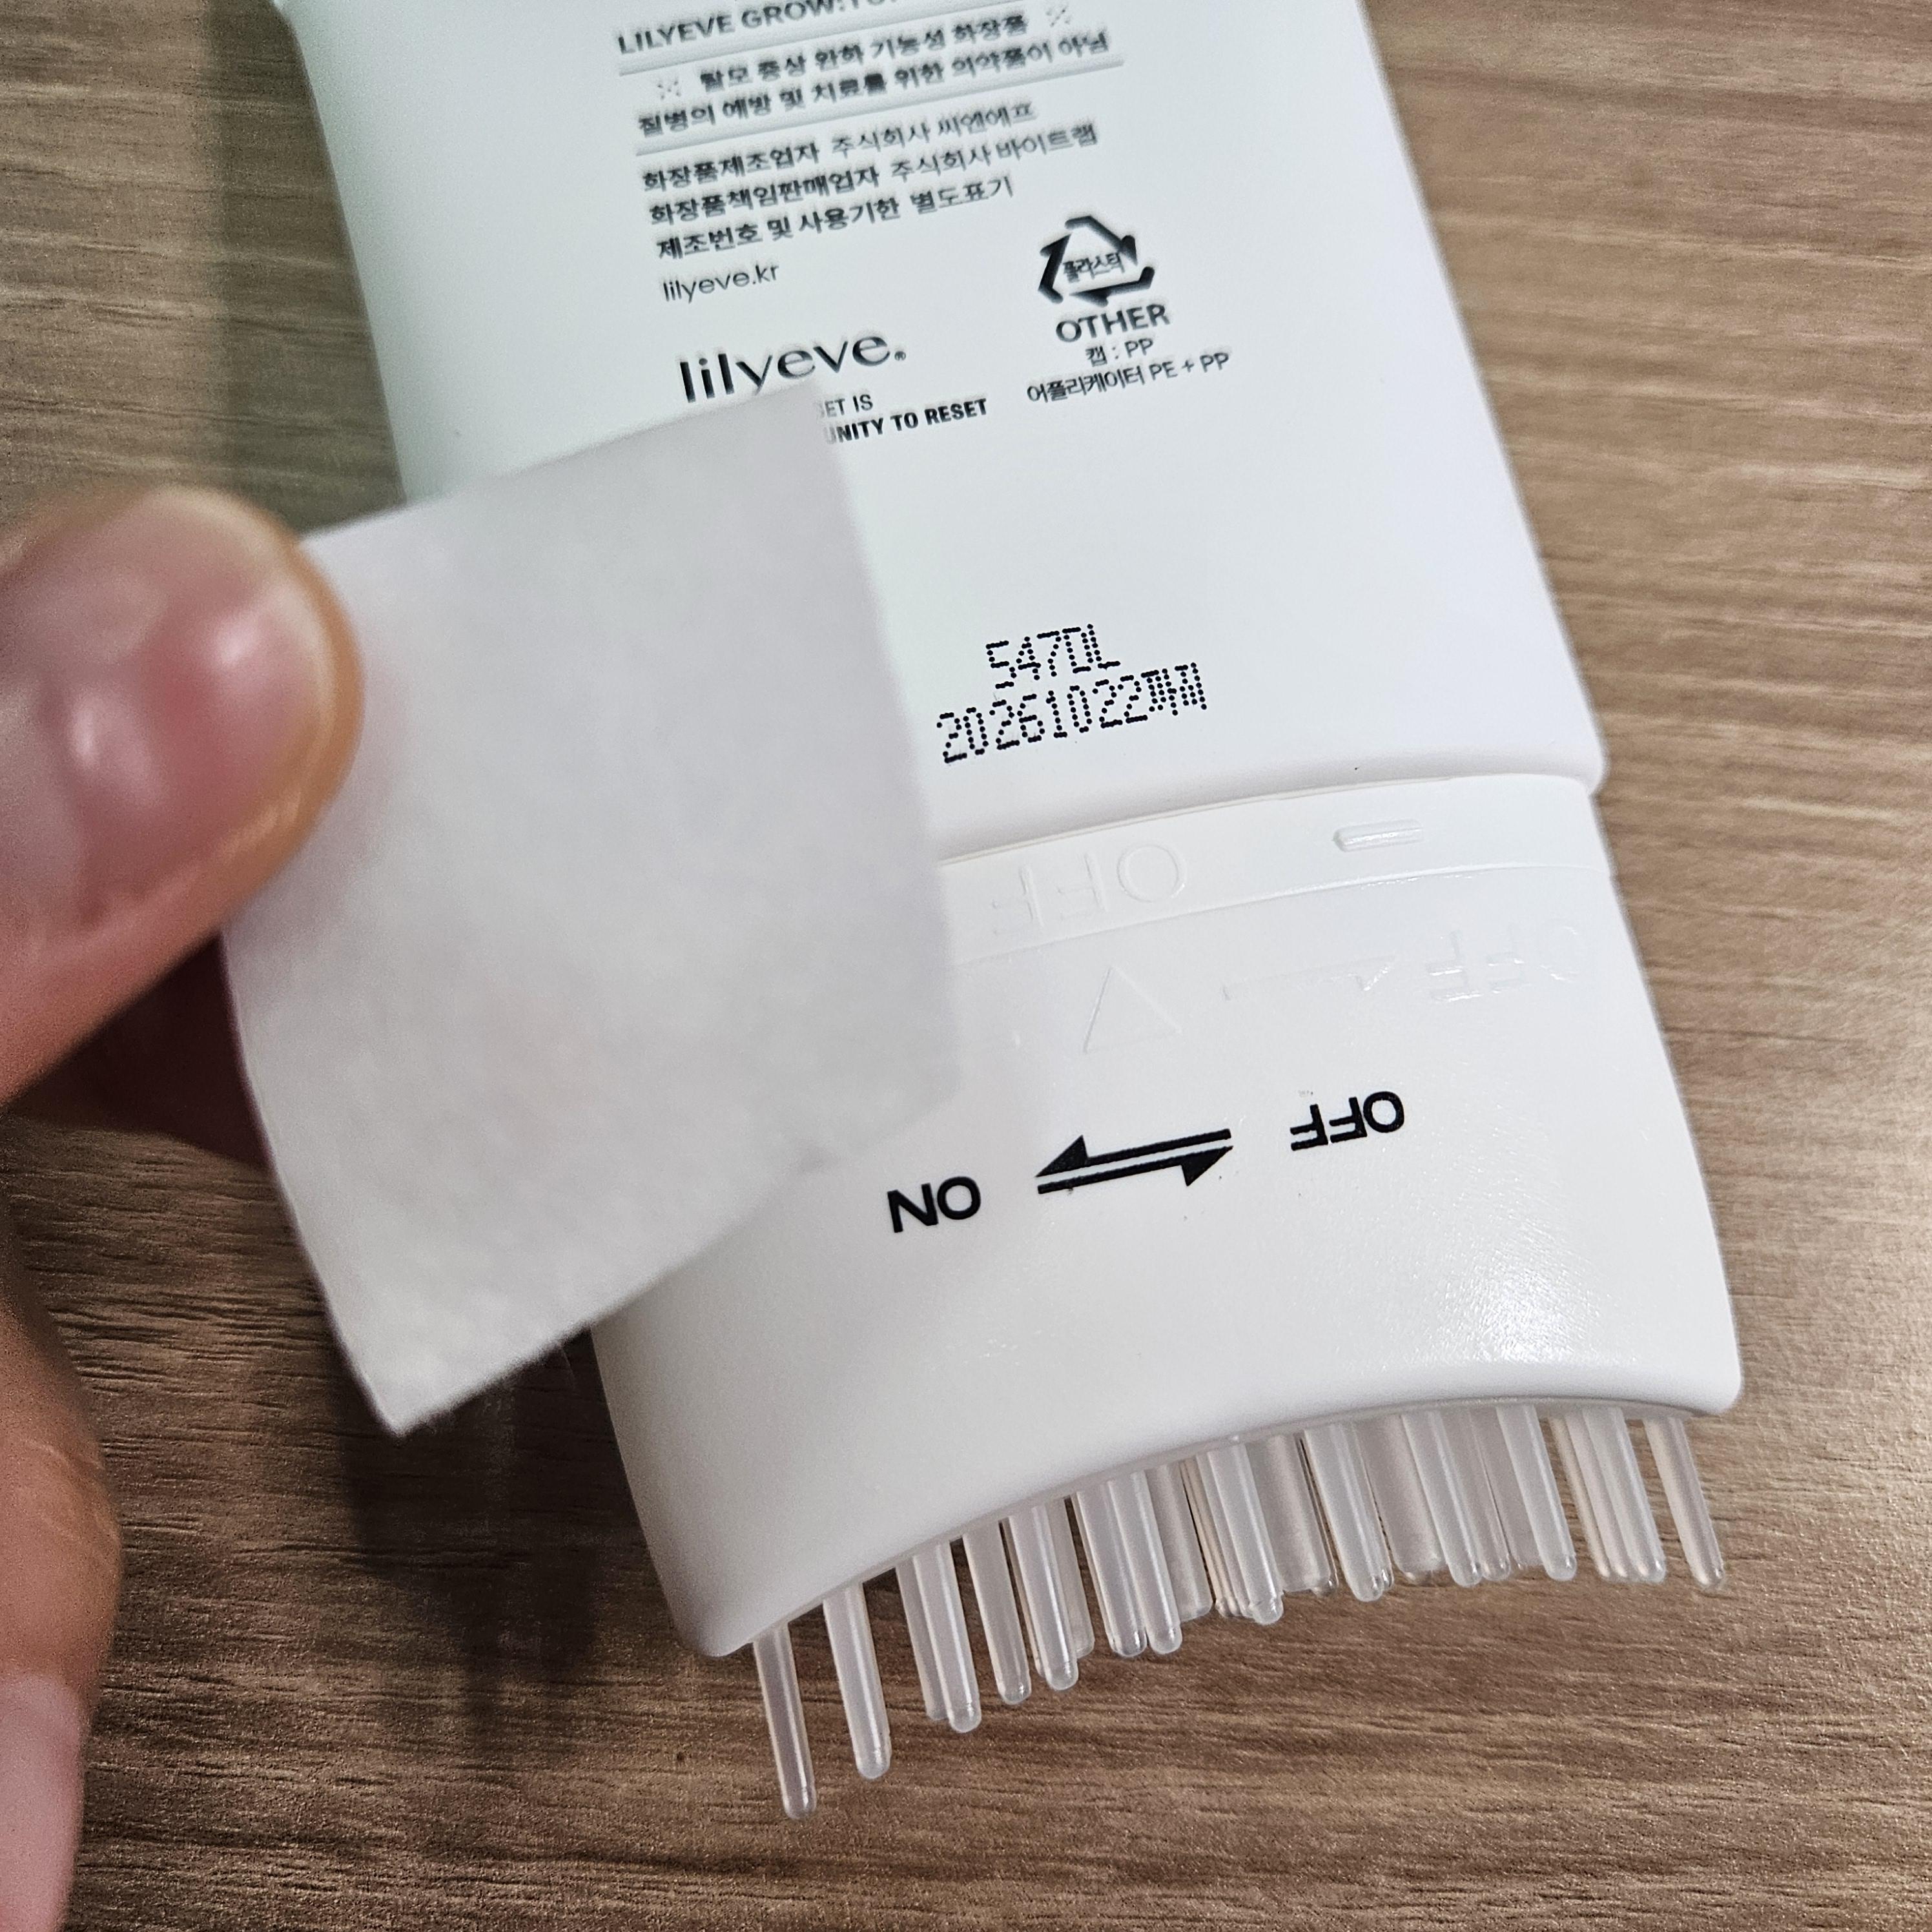 LILYEVE GROW:
※ 탈모 증상 완화 기능성 화장품 ※
질병의 예방 및 치료를 위한 의약품이 아님
화장품제조업자 주식회사 씨엔에프
화장품책임판매업자 주식회사 바이트랩
제조번호 및 사용기한 별도표기
lilyeve.kr
플라스틱
OTHER
캡 : PP
어플리케이터 PE + PP
lilyeve®
SET IS
UNITY TO RESET
547DL
20261022까지
OFF
OFF
OFF
ON